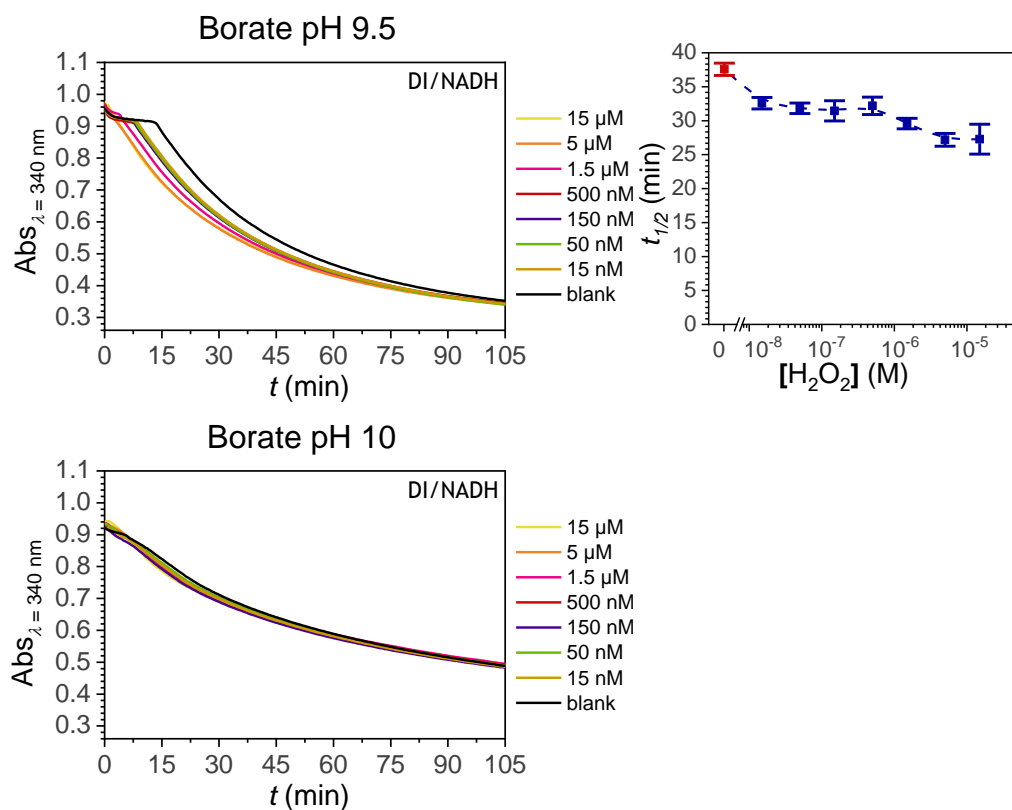 Borate pH 9.5
DI/NADH
1.1
1.0
0.9
0.8
0.7
0.6
0.5
0.4
0.3
Abs λ = 340 nm
0 15 30 45 60 75 90 105
t (min)
15 µM
5 µM
1.5 µM
500 nM
150 nM
50 nM
15 nM
blank
40
35
30
25
20
15
10
5
0
t1/2 (min)
0 10-8 10-7 10-6 10-5
[H2O2] (M)
Borate pH 10
DI/NADH
1.1
1.0
0.9
0.8
0.7
0.6
0.5
0.4
0.3
Abs λ = 340 nm
0 15 30 45 60 75 90 105
t (min)
15 µM
5 µM
1.5 µM
500 nM
150 nM
50 nM
15 nM
blank